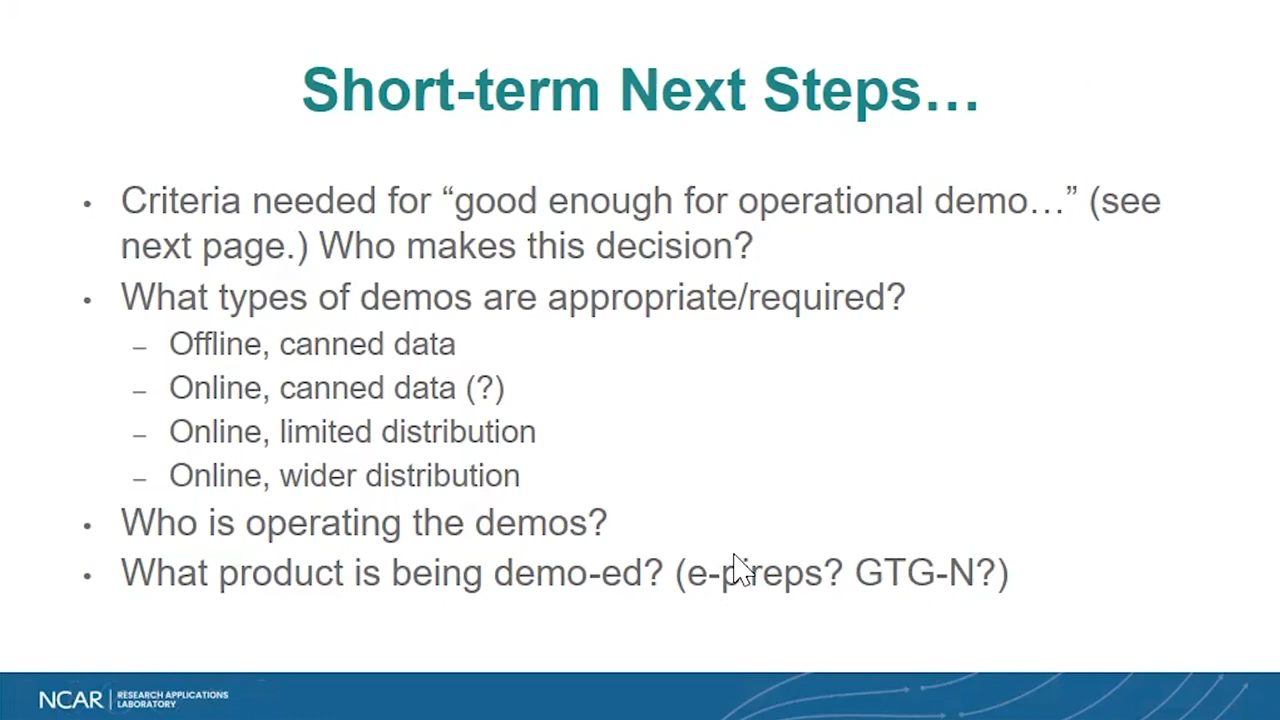 Short-term Next Steps…
• Criteria needed for “good enough for operational demo…” (see
next page.) Who makes this decision?
• What types of demos are appropriate/required?
– Offline, canned data
– Online, canned data (?)
– Online, limited distribution
– Online, wider distribution
• Who is operating the demos?
• What product is being demo-ed? (e-pireps? GTG-N?)
NCAR
RESEARCH APPLICATIONS
LABORATORY